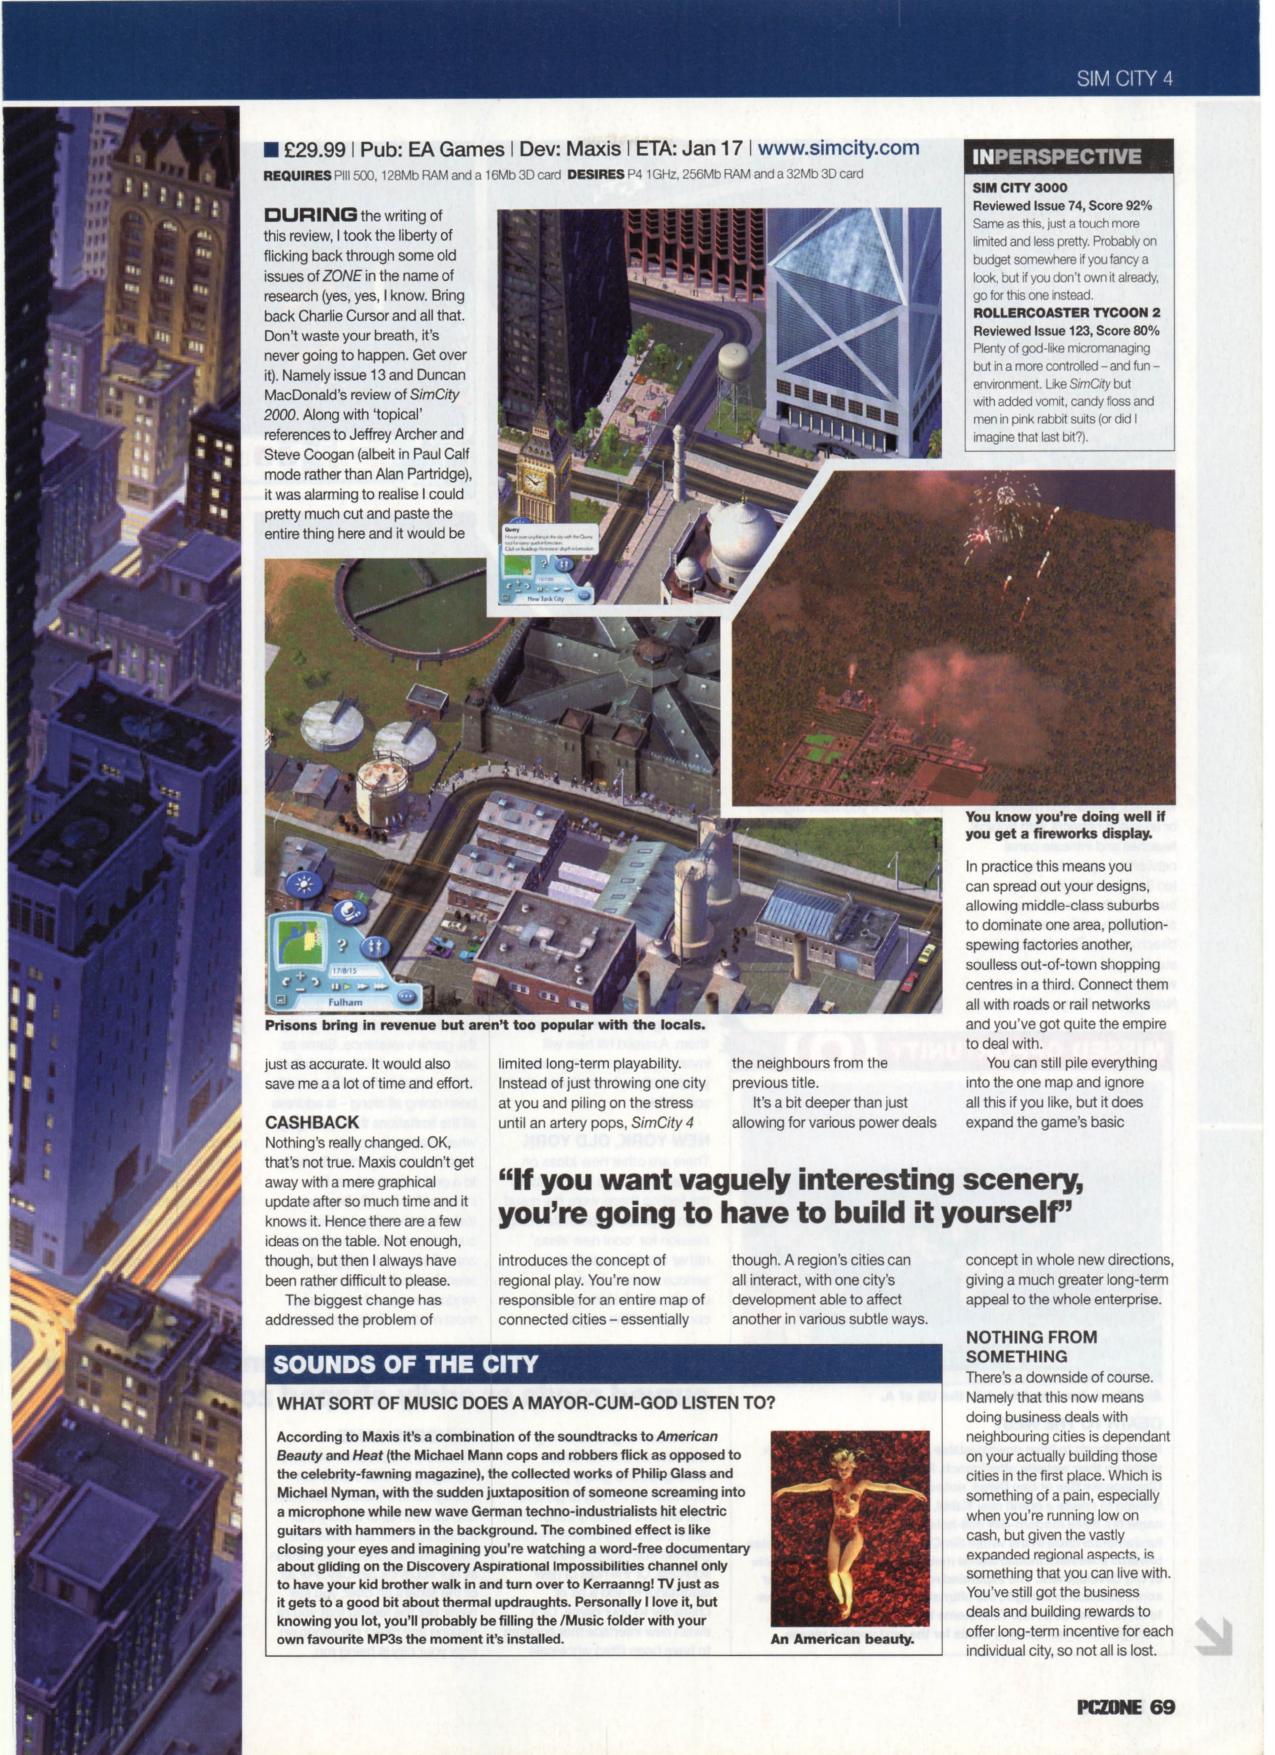 SIM CITY 4
£29.99 | Pub: EA Games | Dev: Maxis | ETA: Jan 17 | www.simcity.com
REQUIRES PIII 500, 128Mb RAM and a 16Mb 3D card DESIRES P4 1GHz, 256Mb RAM and a 32Mb 3D card
DURING the writing of
this review, I took the liberty of
flicking back through some old
issues of ZONE in the name of
research (yes, yes, I know. Bring
back Charlie Cursor and all that.
Don't waste your breath, it's
never going to happen. Get over
it). Namely issue 13 and Duncan
MacDonald's review of SimCity
2000. Along with 'topical'
references to Jeffrey Archer and
Steve Coogan (albeit in Paul Calf
mode rather than Alan Partridge),
it was alarming to realise I could
pretty much cut and paste the
entire thing here and it would be
INPERSPECTIVE
SIM CITY 3000
Reviewed Issue 74, Score 92%
Same as this, just a touch more
limited and less pretty. Probably on
budget somewhere if you fancy a
look, but if you don't own it already,
go for this one instead.
ROLLERCOASTER TYCOON 2
Reviewed Issue 123, Score 80%
Plenty of god-like micromanaging
but in a more controlled – and fun –
environment. Like SimCity but
with added vomit, candy floss and
men in pink rabbit suits (or did I
imagine that last bit?).
Query
New York City
17/8/15
Fulham
Prisons bring in revenue but aren't too popular with the locals.
You know you're doing well if
you get a fireworks display.
just as accurate. It would also
save me a a lot of time and effort.
CASHBACK
Nothing's really changed. OK,
that's not true. Maxis couldn't get
away with a mere graphical
update after so much time and it
knows it. Hence there are a few
ideas on the table. Not enough,
though, but then I always have
been rather difficult to please.
The biggest change has
addressed the problem of
limited long-term playability.
Instead of just throwing one city
at you and piling on the stress
until an artery pops, SimCity 4
"If you want vaguely interesting scenery,
you're going to have to build it yourself"
introduces the concept of
regional play. You're now
responsible for an entire map of
connected cities – essentially
the neighbours from the
previous title.
It's a bit deeper than just
allowing for various power deals
though. A region's cities can
all interact, with one city's
development able to affect
another in various subtle ways.
In practice this means you
can spread out your designs,
allowing middle-class suburbs
to dominate one area, pollution-
spewing factories another,
soulless out-of-town shopping
centres in a third. Connect them
all with roads or rail networks
and you've got quite the empire
to deal with.
You can still pile everything
into the one map and ignore
all this if you like, but it does
expand the game's basic
concept in whole new directions,
giving a much greater long-term
appeal to the whole enterprise.
NOTHING FROM
SOMETHING
There's a downside of course.
Namely that this now means
doing business deals with
neighbouring cities is dependant
on your actually building those
cities in the first place. Which is
something of a pain, especially
when you're running low on
cash, but given the vastly
expanded regional aspects, is
something that you can live with.
You've still got the business
deals and building rewards to
offer long-term incentive for each
individual city, so not all is lost.
SOUNDS OF THE CITY
WHAT SORT OF MUSIC DOES A MAYOR-CUM-GOD LISTEN TO?
According to Maxis it's a combination of the soundtracks to American
Beauty and Heat (the Michael Mann cops and robbers flick as opposed to
the celebrity-fawning magazine), the collected works of Philip Glass and
Michael Nyman, with the sudden juxtaposition of someone screaming into
a microphone while new wave German techno-industrialists hit electric
guitars with hammers in the background. The combined effect is like
closing your eyes and imagining you're watching a word-free documentary
about gliding on the Discovery Aspirational Impossibilities channel only
to have your kid brother walk in and turn over to Kerraanng! TV just as
it gets to a good bit about thermal updraughts. Personally I love it, but
knowing you lot, you'll probably be filling the /Music folder with your
own favourite MP3s the moment it's installed.
An American beauty.
PCZONE 69